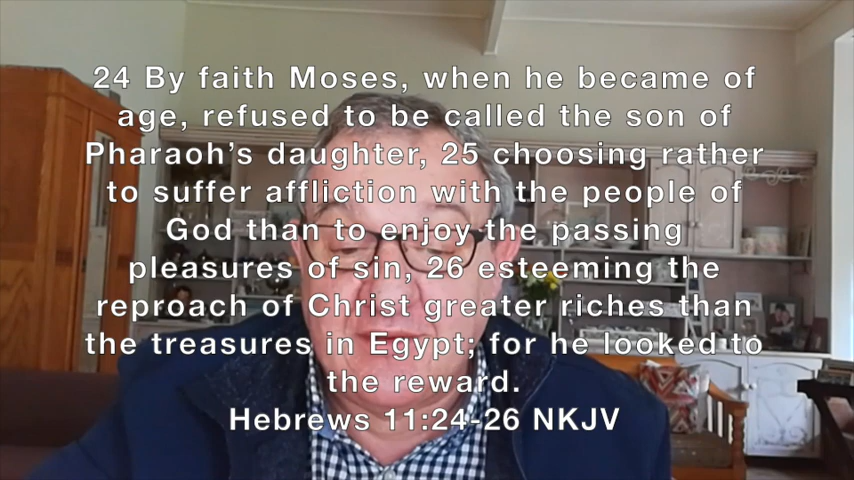 24 By faith Moses, when he became of
age, refused to be called the son of
Pharaoh's daughter, 25 choosing rather
to suffer affliction with the people of
God than to enjoy the passing
pleasures of sin, 26 esteeming the
reproach of Christ greater riches than
the treasures in Egypt; for he looked to
the reward.
Hebrews 11:24-26 NKJV